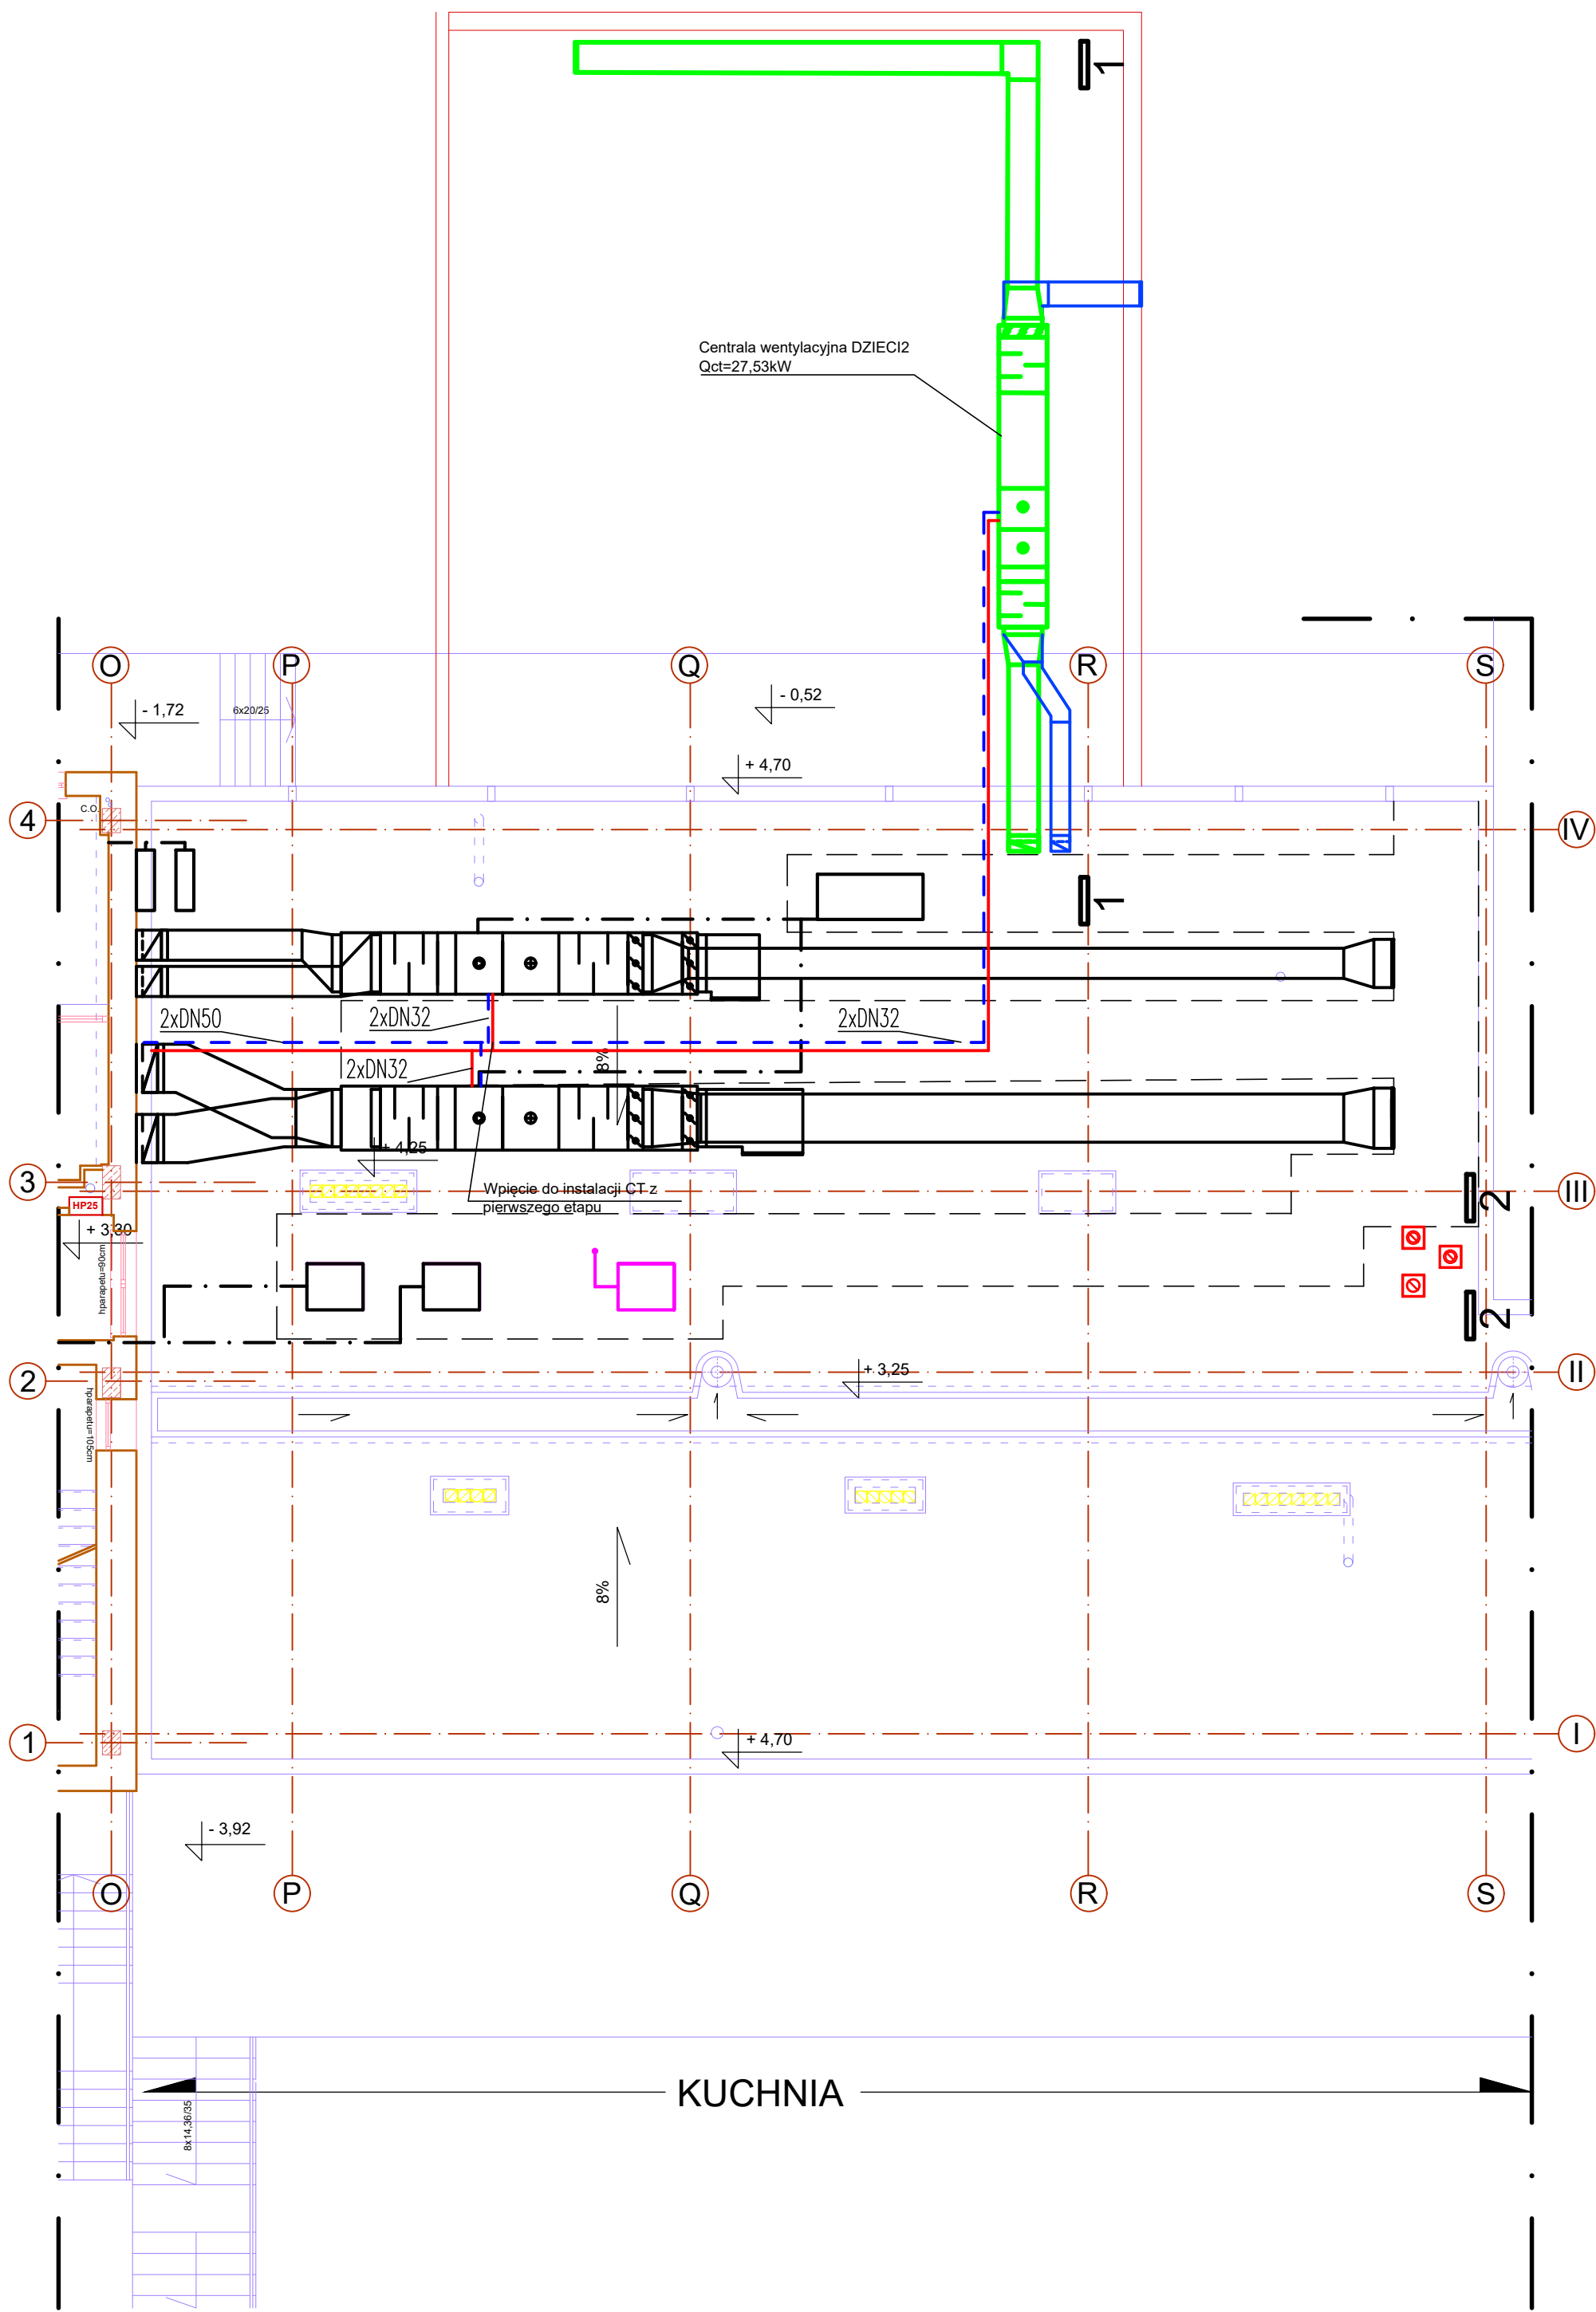 1
Centrala wentylacyjna DZIECI2
Qct=27,53kW
O
P
Q
R
S
- 1,72
6x20/25
- 0,52
+ 4,70
4
C.O.
IV
1
2xDN50
2xDN32
2xDN32
8%
2xDN32
+ 4,25
3
Wpięcie do instalacji CT z
pierwszego etapu
III
HP25
2
+ 3,30
hparapetu=90cm
2
2
+ 3,25
II
hparapetu=105cm
8%
1
+ 4,70
I
- 3,92
O
P
Q
R
S
KUCHNIA
8x14,36/35